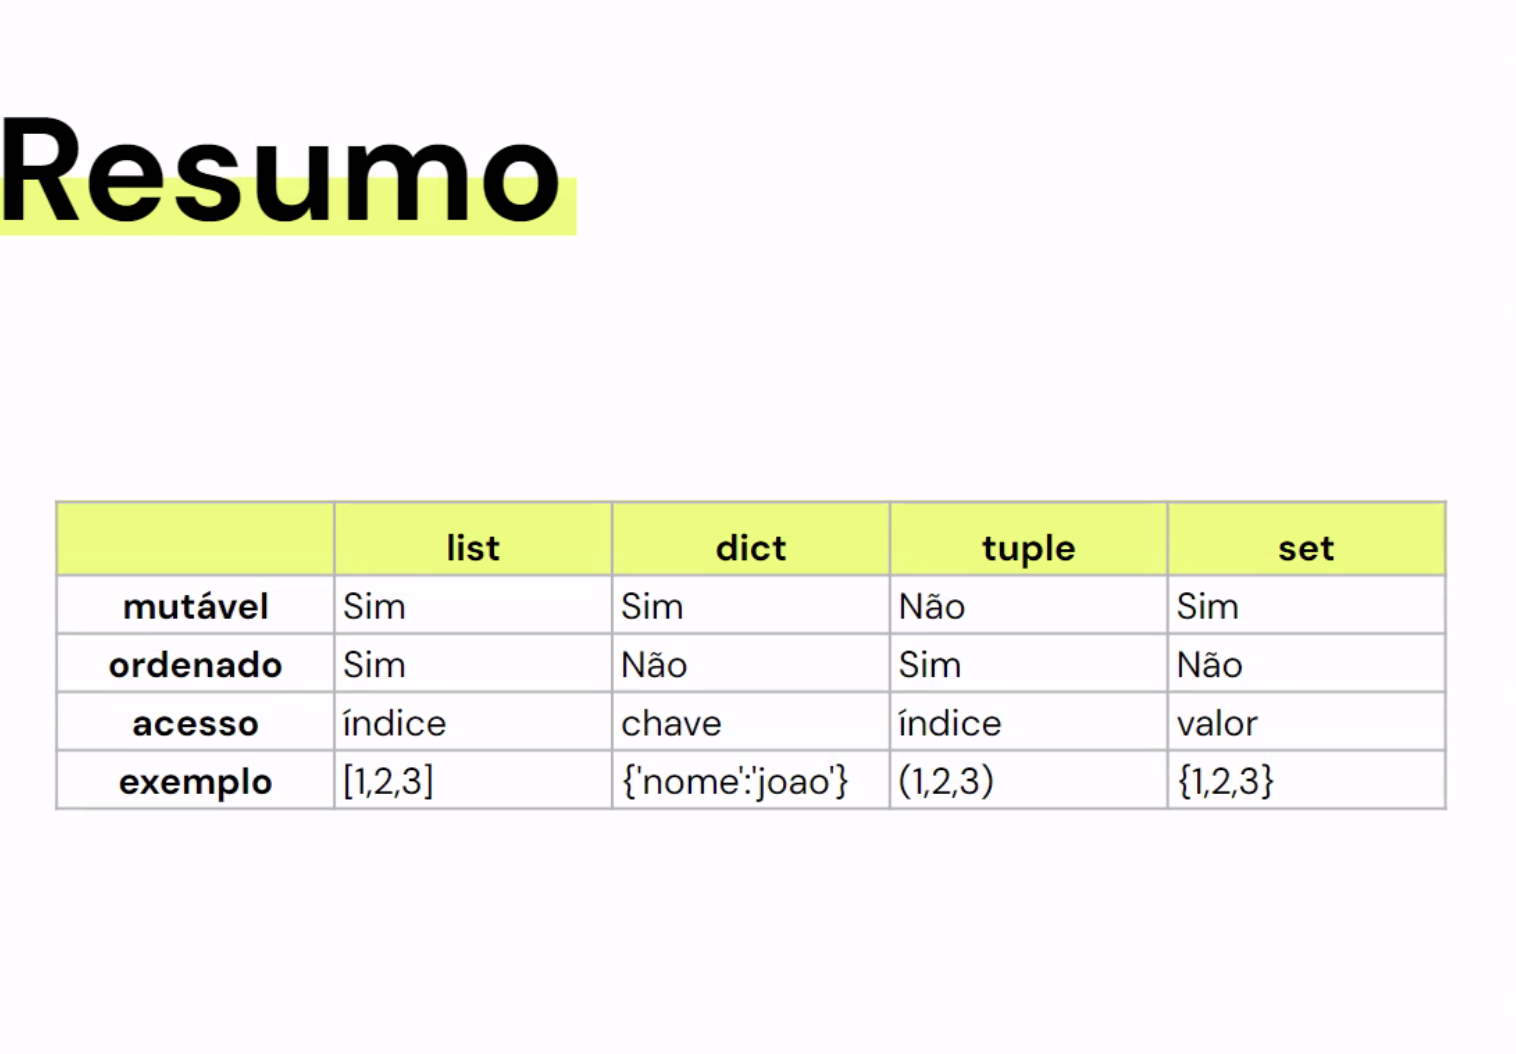 Resumo
list dict tuple set
mutável Sim Sim Não Sim
ordenado Sim Não Sim Não
acesso índice chave índice valor
exemplo [1,2,3] {'nome':'joao'} (1,2,3) {1,2,3}